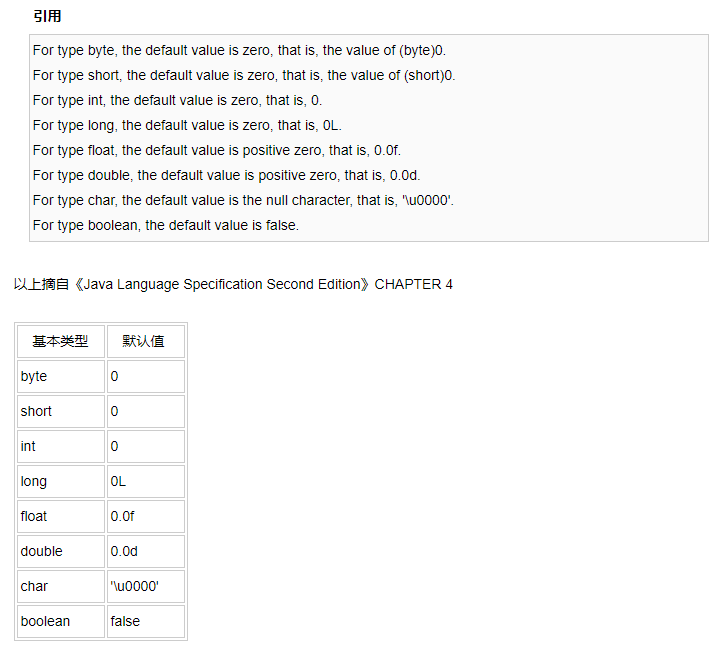 引用
For type byte, the default value is zero, that is, the value of (byte)0.
For type short, the default value is zero, that is, the value of (short)0.
For type int, the default value is zero, that is, 0.
For type long, the default value is zero, that is, 0L.
For type float, the default value is positive zero, that is, 0.0f.
For type double, the default value is positive zero, that is, 0.0d.
For type char, the default value is the null character, that is, '\u0000'.
For type boolean, the default value is false.
以上摘自《Java Language Specification Second Edition》CHAPTER 4
基本类型 默认值
byte 0
short 0
int 0
long 0L
float 0.0f
double 0.0d
char '\u0000'
boolean false